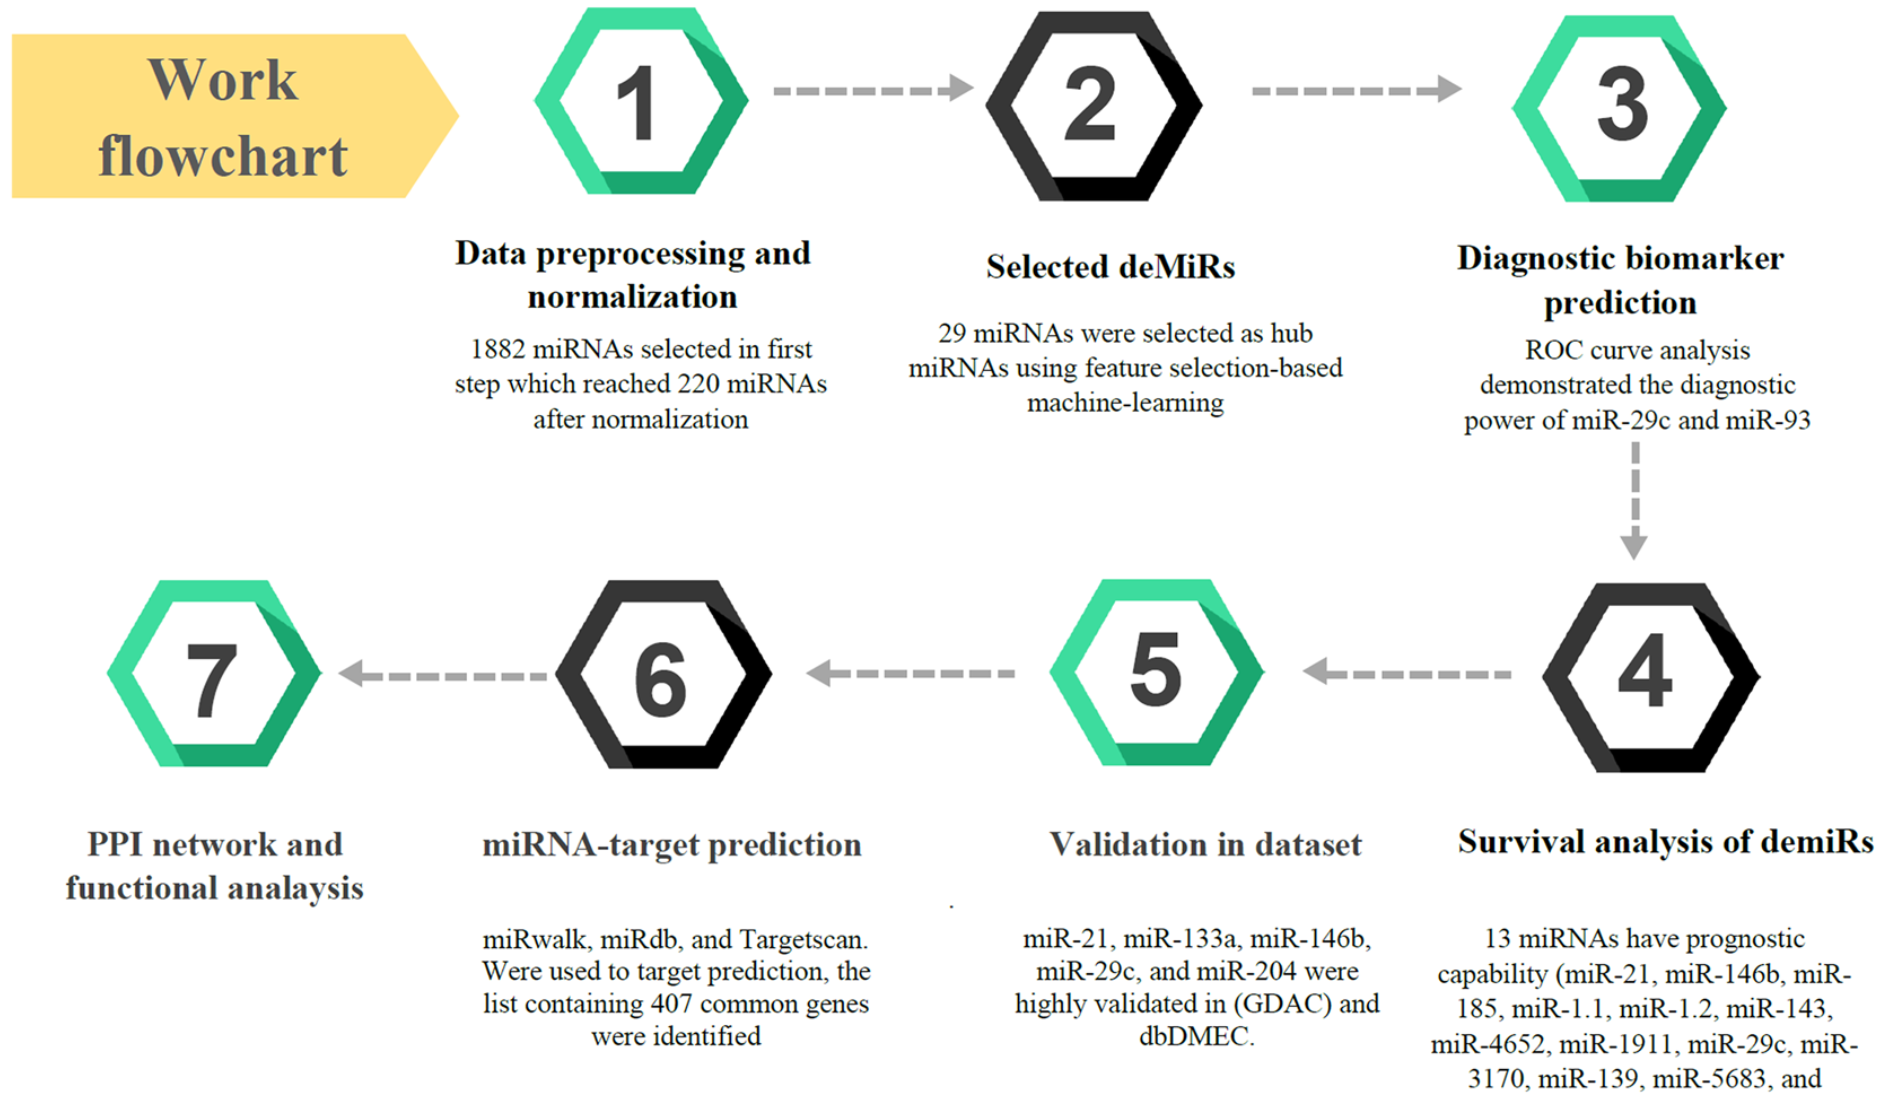 Work
flowchart
1
2
3
Data preprocessing and
normalization
1882 miRNAs selected in first
step which reached 220 miRNAs
after normalization
Selected deMiRs
29 miRNAs were selected as hub
miRNAs using feature selection-based
machine-learning
Diagnostic biomarker
prediction
ROC curve analysis
demonstrated the diagnostic
power of miR-29c and miR-93
7
6
5
4
PPI network and
functional analaysis
miRNA-target prediction
miRwalk, miRdb, and Targetscan.
Were used to target prediction, the
list containing 407 common genes
were identified
.
Validation in dataset
miR-21, miR-133a, miR-146b,
miR-29c, and miR-204 were
highly validated in (GDAC) and
dbDMEC.
Survival analysis of demiRs
13 miRNAs have prognostic
capability (miR-21, miR-146b, miR-
185, miR-1.1, miR-1.2, miR-143,
miR-4652, miR-1911, miR-29c, miR-
3170, miR-139, miR-5683, and